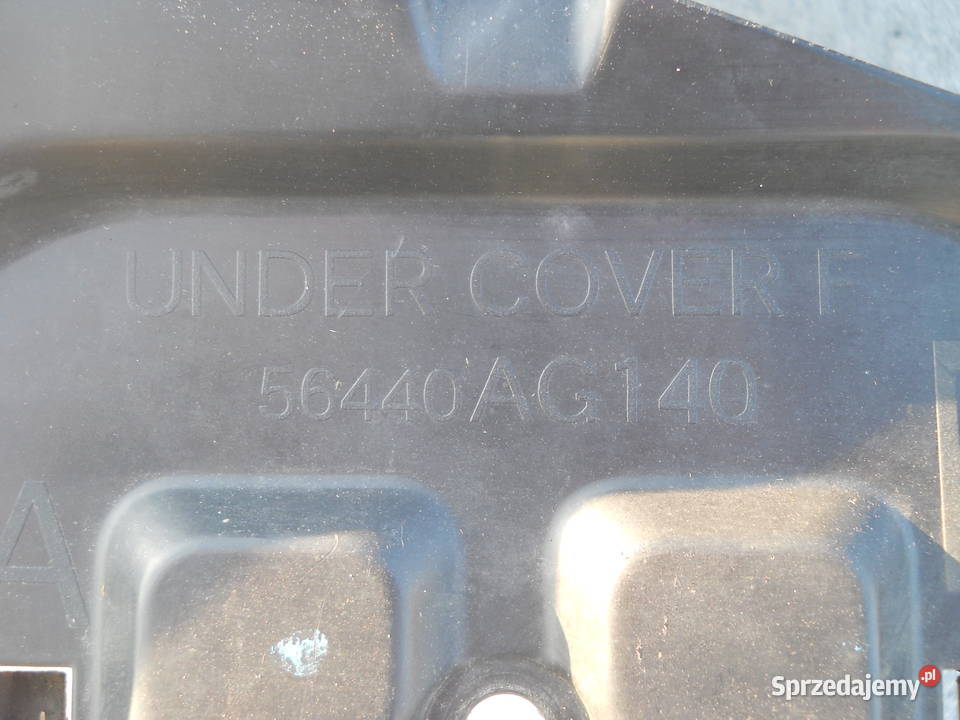 UNDER COVER F
56440AG140
A
Sprzedajemy.pl